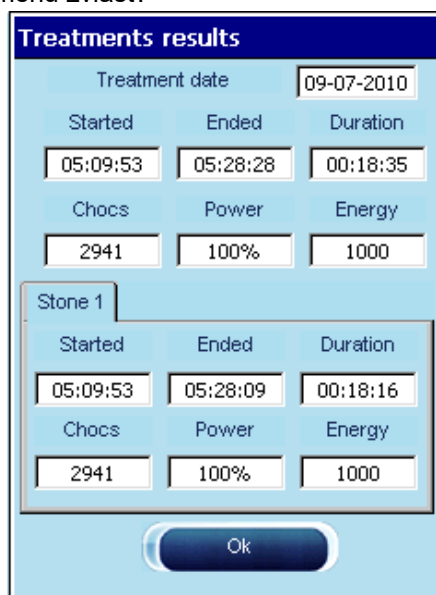 Treatments results
Treatment date 09-07-2010
Started Ended Duration
05:09:53 05:28:28 00:18:35
Chocs Power Energy
2941 100% 1000
Stone 1
Started Ended Duration
05:09:53 05:28:09 00:18:16
Chocs Power Energy
2941 100% 1000
Ok